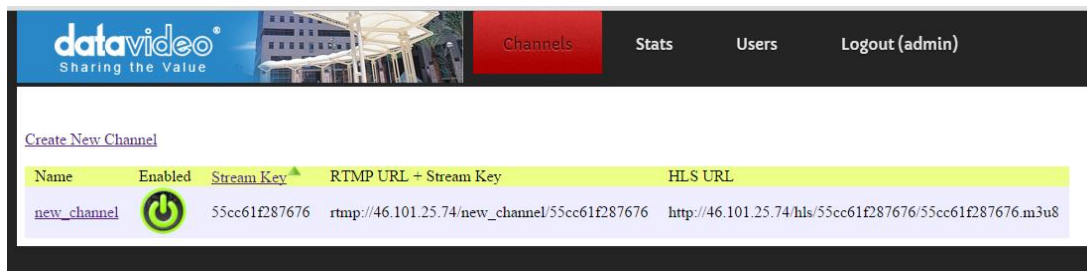 datavideo®
Sharing the Value
Channels Stats Users Logout (admin)
Create New Channel
Name Enabled Stream Key RTMP URL + Stream Key HLS URL
new_channel 55cc61f287676 rtmp://46.101.25.74/new_channel/55cc61f287676 http://46.101.25.74/hls/55cc61f287676/55cc61f287676.m3u8